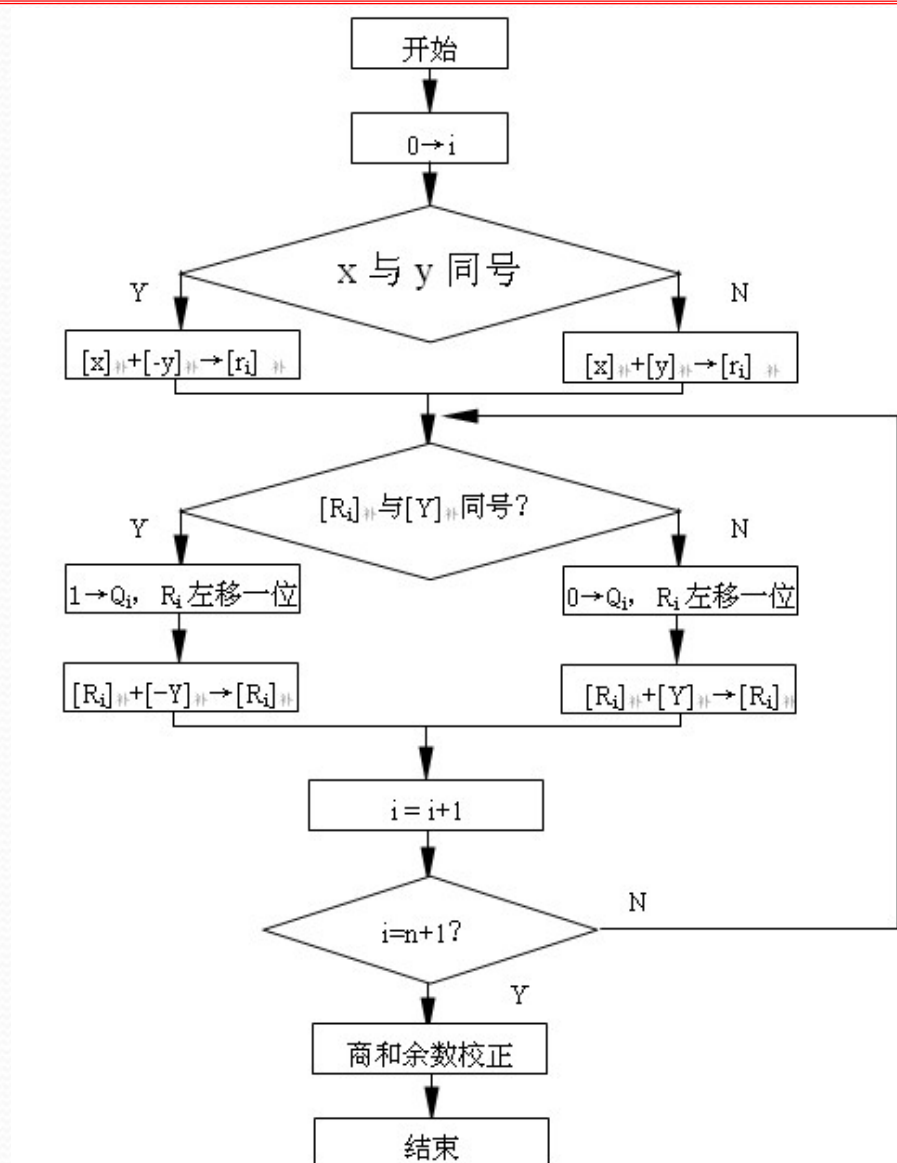 开始
0→i
x 与 y 同号
Y
N
[x]补+[-y]补→[ri] 补
[x]补+[y]补→[ri] 补
[Ri]补与[Y]补同号？
Y
N
1→Qi，Ri左移一位
0→Qi，Ri左移一位
[Ri]补+[-Y]补→[Ri]补
[Ri]补+[Y]补→[Ri]补
i = i+1
i=n+1？
N
Y
商和余数校正
结束